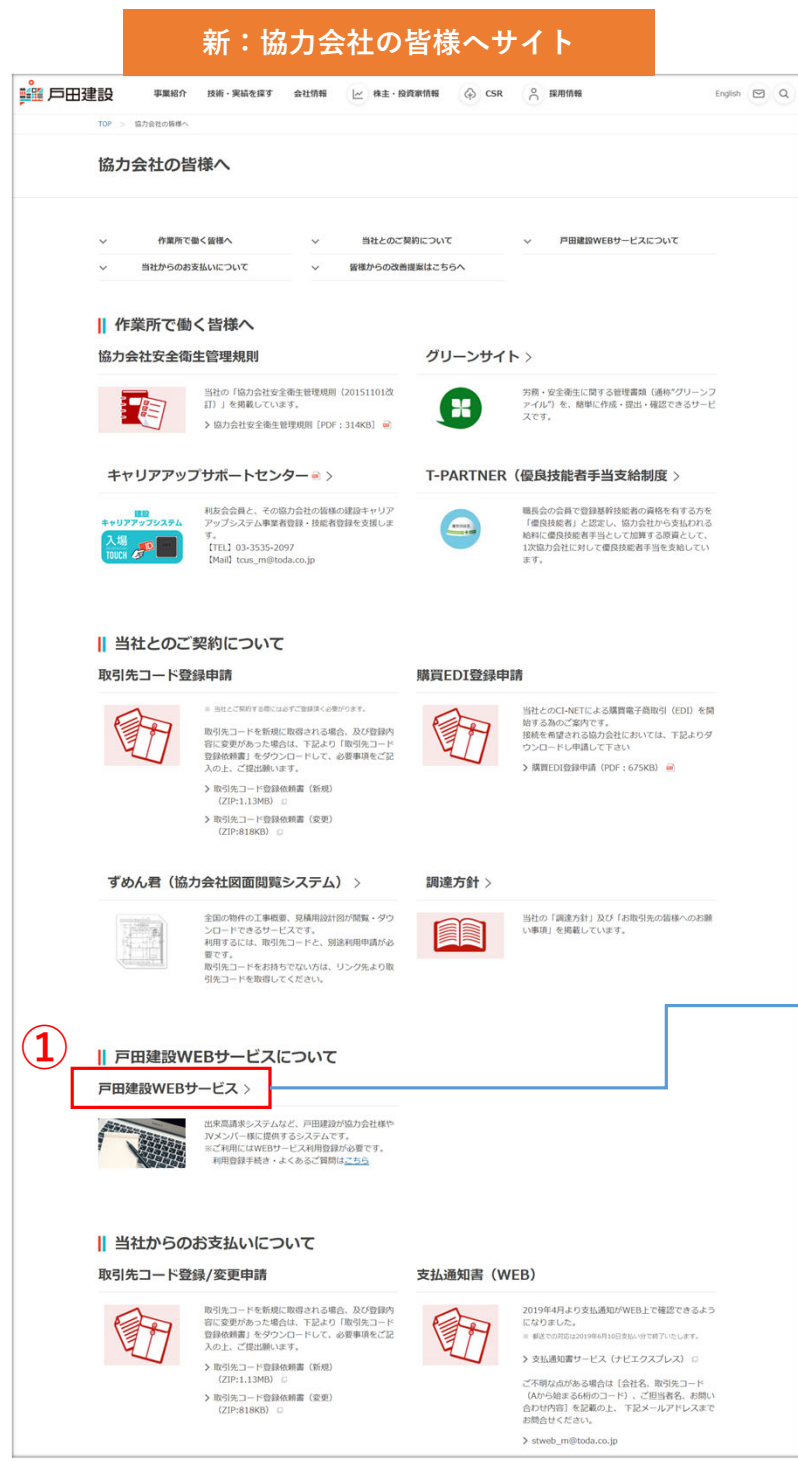 新：協力会社の皆様へサイト
戸田建設 事業紹介 技術・実績を探す 会社情報 株主・投資家情報 CSR 採用情報 English
TOP > 協力会社の皆様へ
協力会社の皆様へ
作業所で働く皆様へ 当社とのご契約について 戸田建設WEBサービスについて
当社からのお支払いについて 皆様からの改善提案はこちらへ
作業所で働く皆様へ
協力会社安全衛生管理規則
当社の「協力会社安全衛生管理規則（20151101改
訂）」を掲載しています。
協力会社安全衛生管理規則［PDF：314KB］
グリーンサイト >
労務・安全衛生に関する管理書類（通称"グリーンフ
ァイル"）を、簡単に作成・提出・確認できるサービ
スです。
キャリアアップサポートセンター >
建設
キャリアアップシステム
入場
TOUCH
利友会会員と、その協力会社の皆様の建設キャリア
アップシステム事業者登録・技能者登録を支援しま
す。
【TEL】03-3535-2097
【Mail】tcus_m@toda.co.jp
T-PARTNER（優良技能者手当支給制度 >
職長会の会員で登録基幹技能者の資格を有する方を
「優良技能者」と認定し、協力会社から支払われる
給料に優良技能者手当として加算する原資として、
1次協力会社に対して優良技能者手当を支給してい
ます。
当社とのご契約について
取引先コード登録申請
※ 当社とご契約する際には必ずご登録頂く必要がります。
取引先コードを新規に取得される場合、及び登録内
容に変更があった場合は、下記より「取引先コード
登録依頼書」をダウンロードして、必要事項をご記
入の上、ご提出願います。
取引先コード登録依頼書（新規）
（ZIP:1.13MB）
取引先コード登録依頼書（変更）
（ZIP:818KB）
購買EDI登録申請
当社とのCI-NETによる購買電子商取引（EDI）を開
始する為のご案内です。
接続を希望される協力会社においては、下記よりダ
ウンロードし申請して下さい
購買EDI登録申請（PDF：675KB）
ずめん君（協力会社図面閲覧システム） >
全国の物件の工事概要、見積用設計図が閲覧・ダウ
ンロードできるサービスです。
利用するには、取引先コードと、別途利用申請が必
要です。
取引先コードをお持ちでない方は、リンク先より取
引先コードを取得してください。
調達方針 >
当社の「調達方針」及び「お取引先の皆様へのお願
い事項」を掲載しています。
①
戸田建設WEBサービスについて
戸田建設WEBサービス >
出来高請求システムなど、戸田建設が協力会社様や
JVメンバー様に提供するシステムです。
※ご利用にはWEBサービス利用登録が必要です。
利用登録手続き・よくあるご質問はこちら
当社からのお支払いについて
取引先コード登録/変更申請
取引先コードを新規に取得される場合、及び登録内
容に変更があった場合は、下記より「取引先コード
登録依頼書」をダウンロードして、必要事項をご記
入の上、ご提出願います。
取引先コード登録依頼書（新規）
（ZIP:1.13MB）
取引先コード登録依頼書（変更）
（ZIP:818KB）
支払通知書（WEB）
2019年4月より支払通知がWEB上で確認できるよう
になりました。
※ 郵送での対応は2019年6月10日支払い分で終了いたします。
支払通知書サービス（ナビエクスプレス）
ご不明な点がある場合は［会社名、取引先コード
（Aから始まる6桁のコード）、ご担当者名、お問い
合わせ内容］を記載の上、下記メールアドレスまで
お問合せください。
stweb_m@toda.co.jp